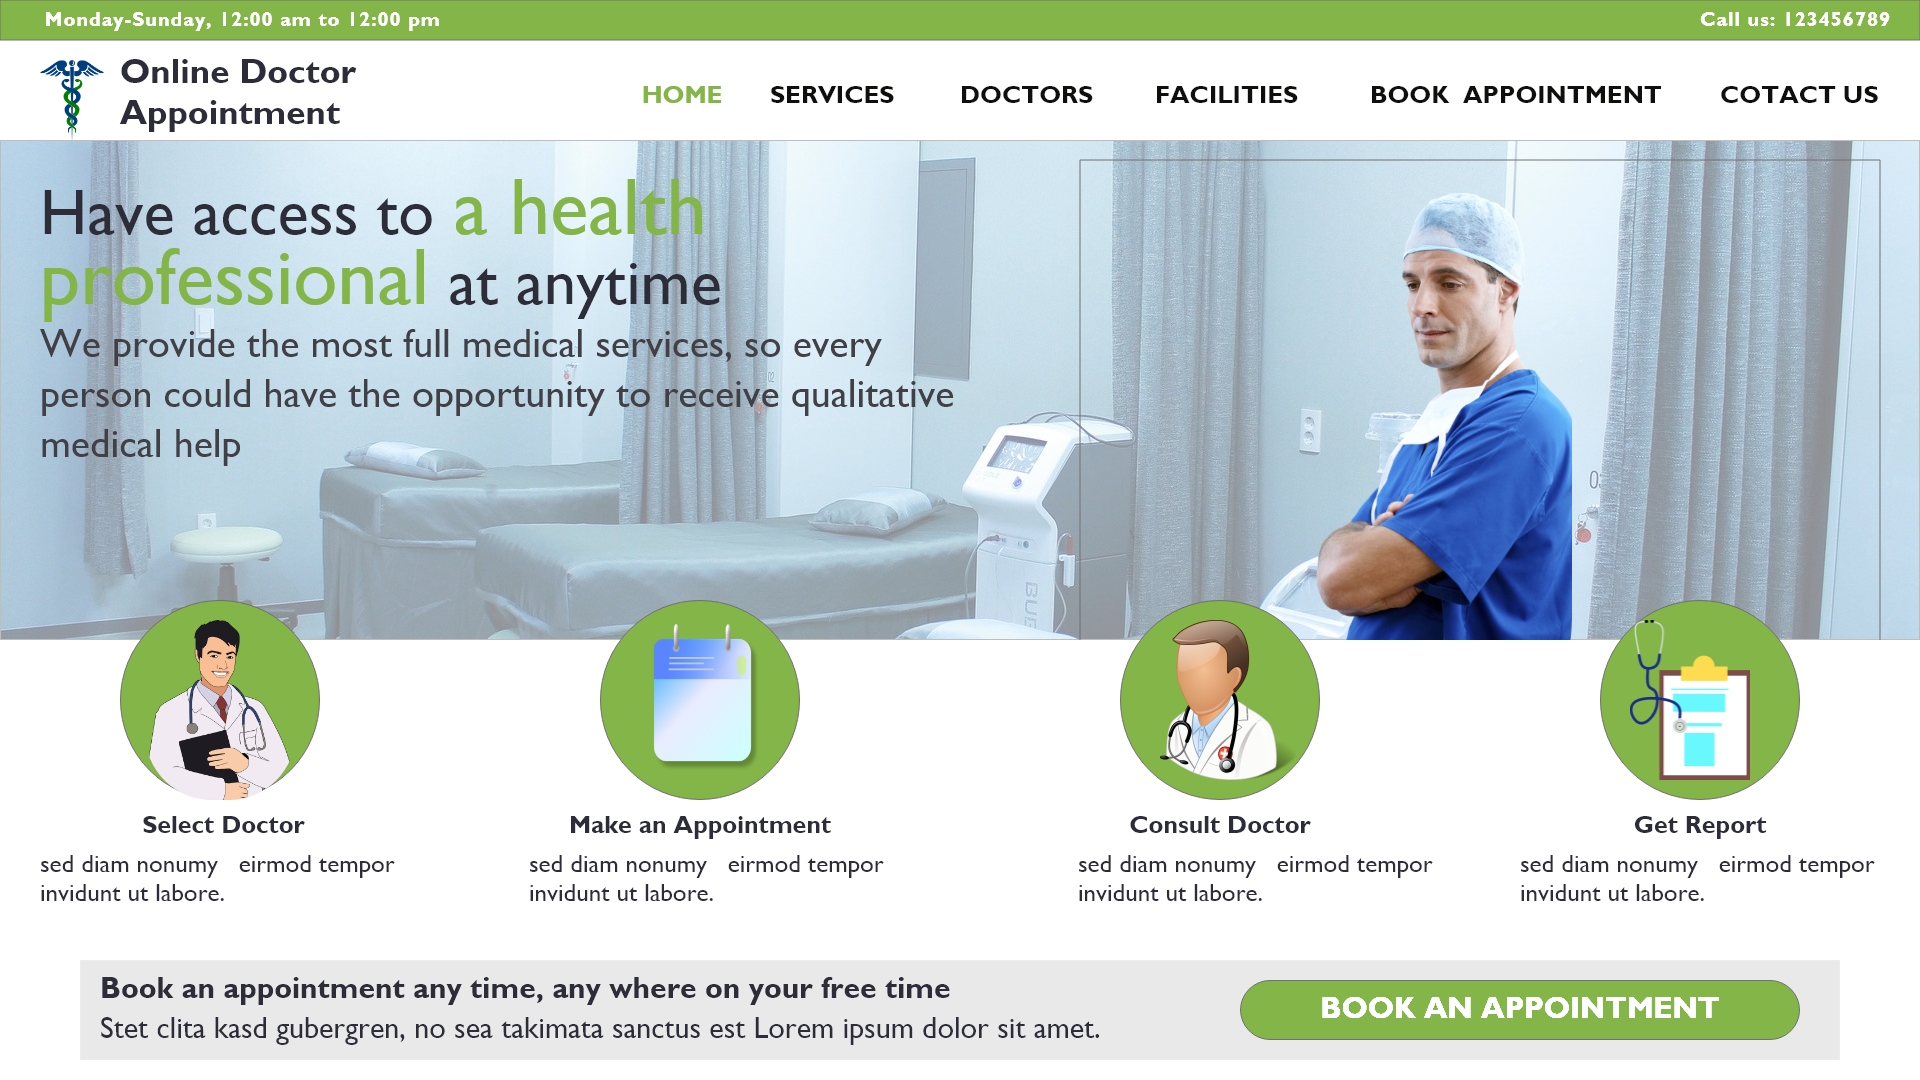 Monday-Sunday, 12:00 am to 12:00 pm
Call us: 123456789
Online Doctor
Appointment
HOME
SERVICES
DOCTORS
FACILITIES
BOOK APPOINTMENT
COTACT US
Have access to a health
professional at anytime
We provide the most full medical services, so every
person could have the opportunity to receive qualitative
medical help
02
Select Doctor
sed diam nonumy eirmod tempor
invidunt ut labore.
Make an Appointment
sed diam nonumy eirmod tempor
invidunt ut labore.
Consult Doctor
sed diam nonumy eirmod tempor
invidunt ut labore.
Get Report
sed diam nonumy eirmod tempor
invidunt ut labore.
Book an appointment any time, any where on your free time
Stet clita kasd gubergren, no sea takimata sanctus est Lorem ipsum dolor sit amet.
BOOK AN APPOINTMENT